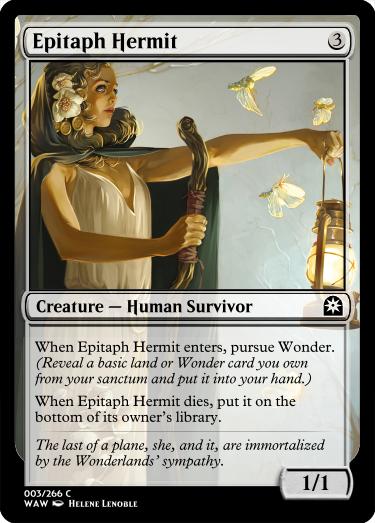 Epitaph Hermit 3
Creature — Human Survivor
When Epitaph Hermit enters, pursue Wonder.
(Reveal a basic land or Wonder card you own
from your sanctum and put it into your hand.)
When Epitaph Hermit dies, put it on the
bottom of its owner's library.
The last of a plane, she, and it, are immortalized
by the Wonderlands' sympathy.
1/1
003/266 C
WAW HELENE LENOBLE